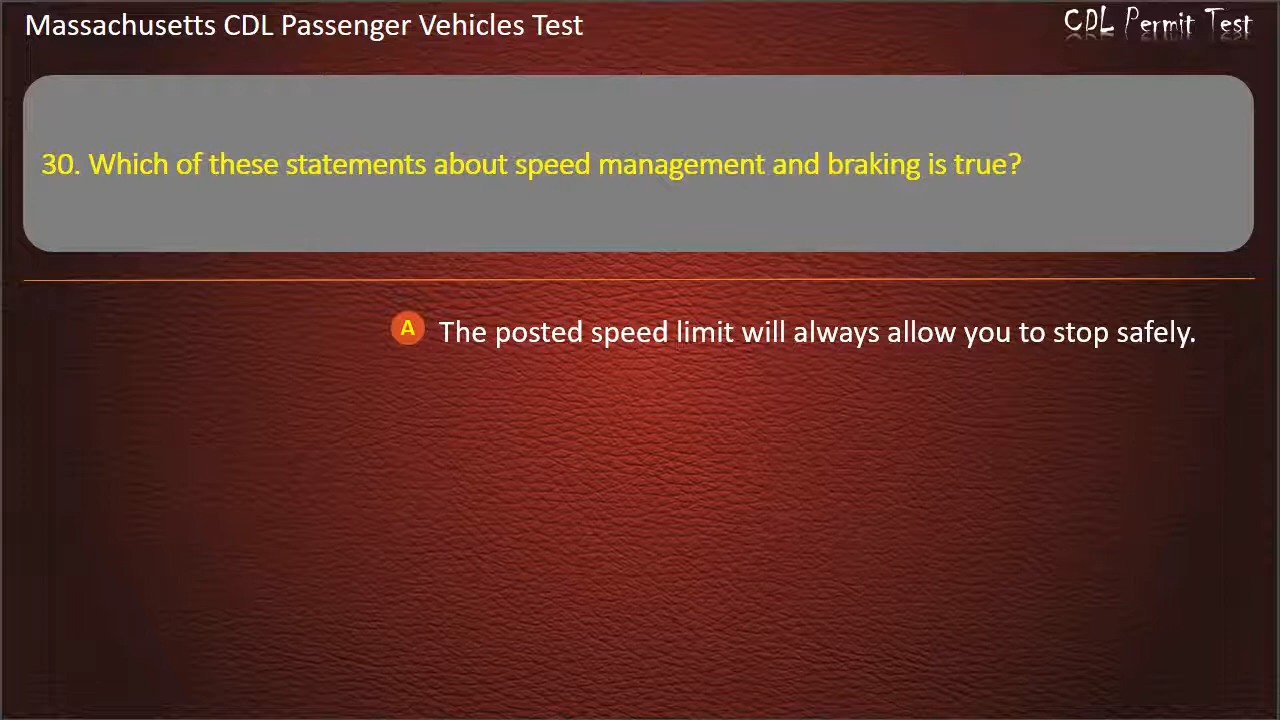 Massachusetts CDL Passenger Vehicles Test
CDL Permit Test
30. Which of these statements about speed management and braking is true?
A The posted speed limit will always allow you to stop safely.